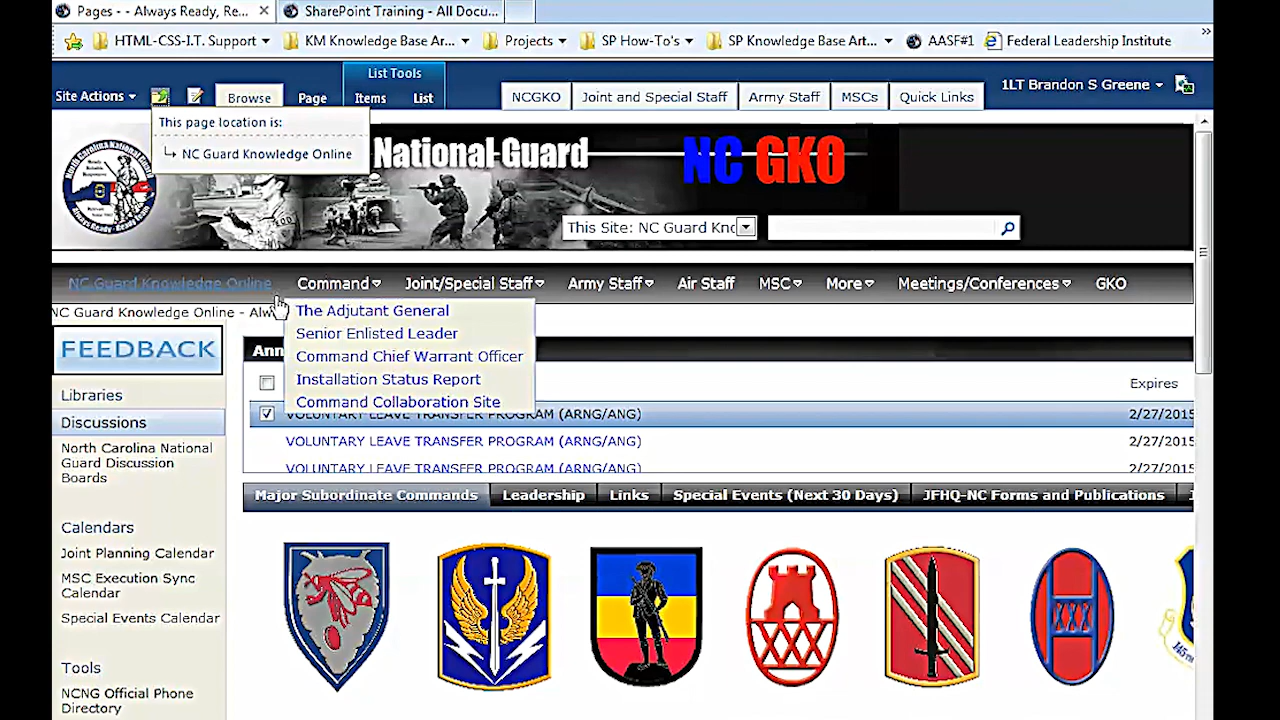 Pages - - Always Ready, Re...
SharePoint Training - All Docu...
HTML-CSS-I.T. Support
KM Knowledge Base Ar...
Projects
SP How-To's
SP Knowledge Base Art...
AASF#1
Federal Leadership Institute
»
List Tools
Site Actions
Browse
Page
Items
List
NCGKO
Joint and Special Staff
Army Staff
MSCs
Quick Links
1LT Brandon S Greene
This page location is:
NC Guard Knowledge Online
National Guard
NC GKO
This Site: NC Guard Knc
NC Guard Knowledge Online
Command
Joint/Special Staff
Army Staff
Air Staff
MSC
More
Meetings/Conferences
GKO
NC Guard Knowledge Online - Alw
The Adjutant General
Senior Enlisted Leader
Command Chief Warrant Officer
Installation Status Report
Command Collaboration Site
FEEDBACK
Ann
Expires
Libraries
Discussions
North Carolina National
Guard Discussion
Boards
VOLUNTARY LEAVE TRANSFER PROGRAM (ARNG/ANG)
2/27/2015
VOLUNTARY LEAVE TRANSFER PROGRAM (ARNG/ANG)
2/27/2015
VOLUNTARY LEAVE TRANSFER PROGRAM (ARNG/ANG)
2/27/2015
Major Subordinate Commands
Leadership
Links
Special Events (Next 30 Days)
JFHQ-NC Forms and Publications
Calendars
Joint Planning Calendar
MSC Execution Sync
Calendar
Special Events Calendar
Tools
NCNG Official Phone
Directory